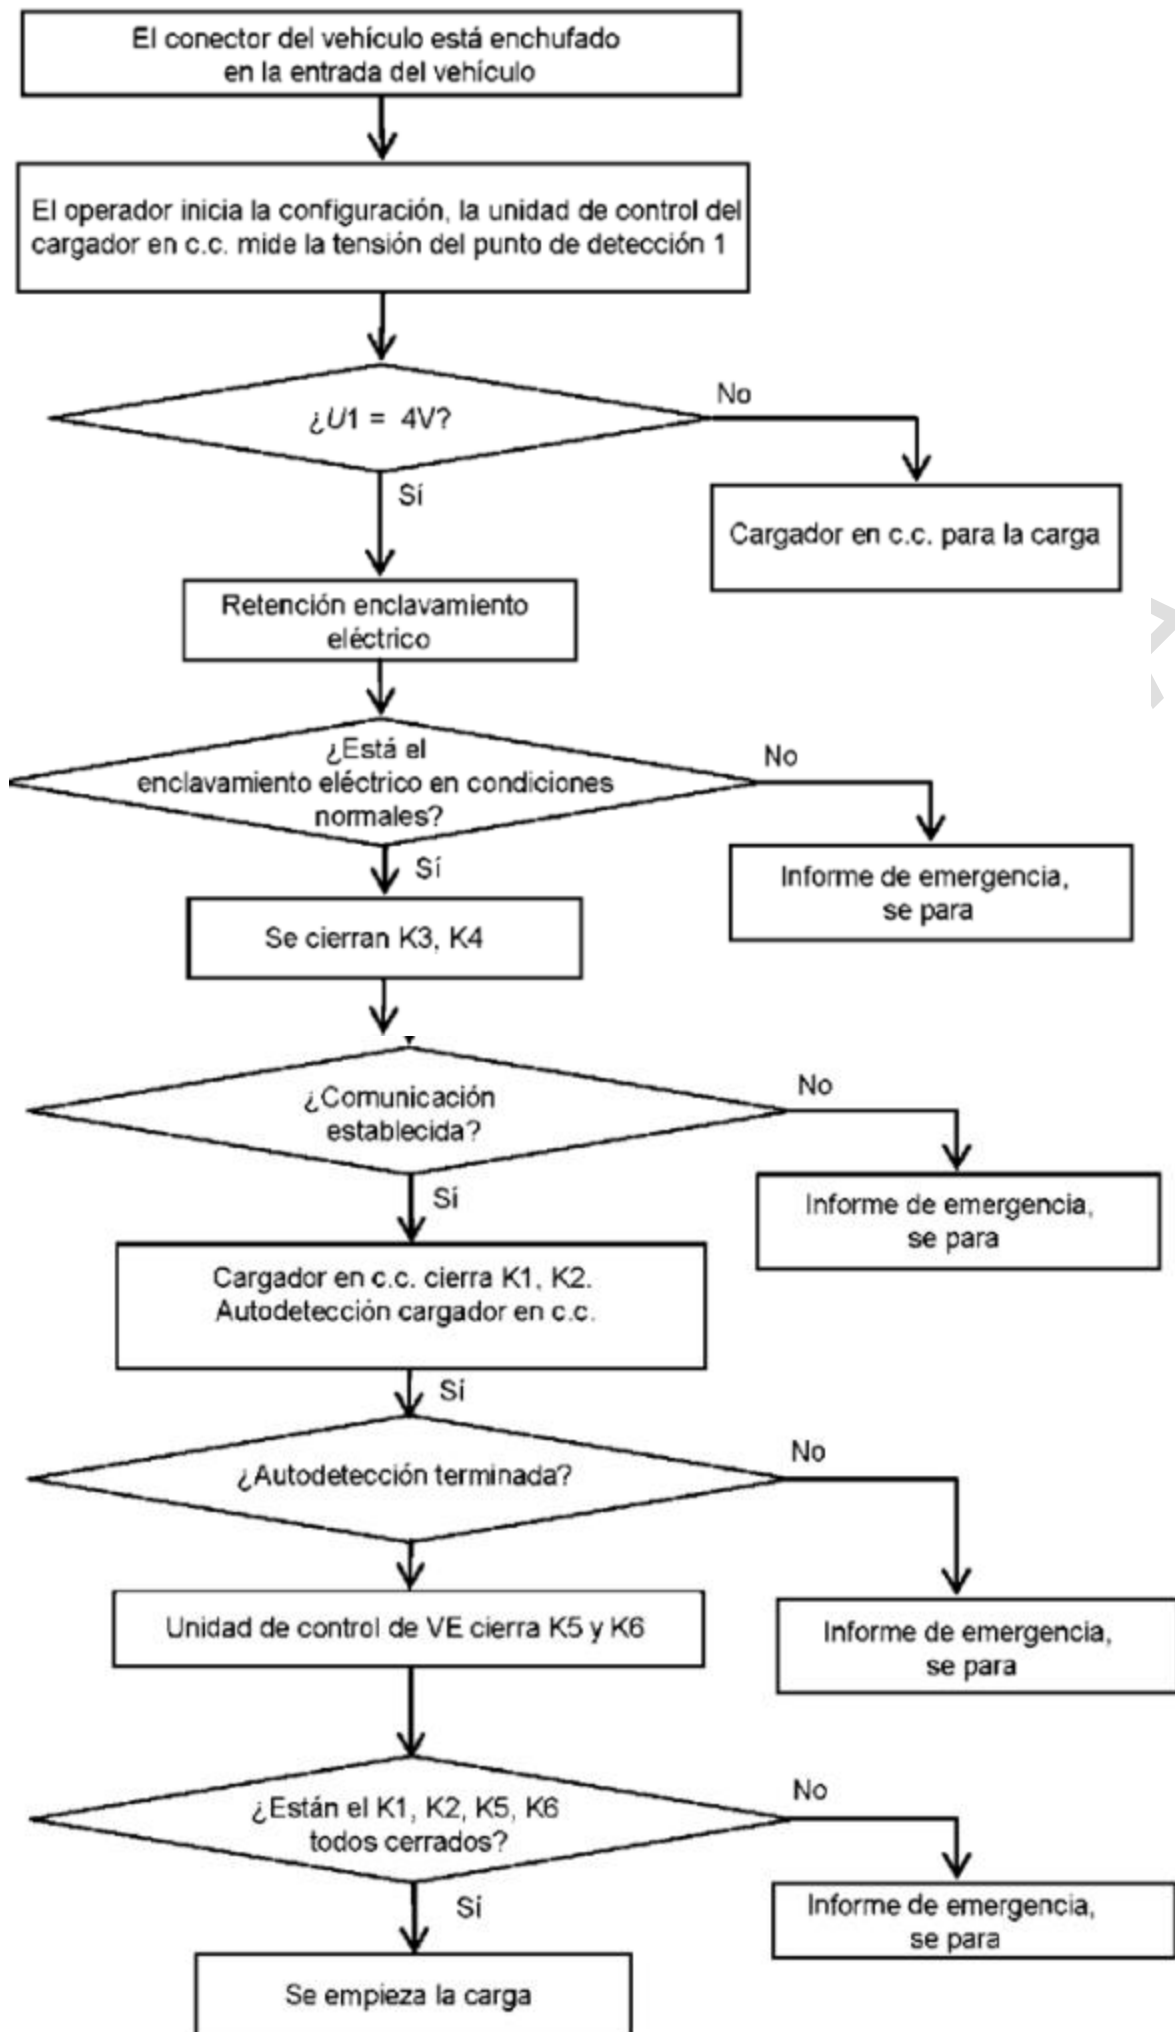 El conector del vehículo está enchufado
en la entrada del vehículo
El operador inicia la configuración, la unidad de control del
cargador en c.c. mide la tensión del punto de detección 1
¿U1 = 4V?
No
Sí
Cargador en c.c. para la carga
Retención enclavamiento
eléctrico
¿Está el
enclavamiento eléctrico en condiciones
normales?
No
Sí
Informe de emergencia,
se para
Se cierran K3, K4
¿Comunicación
establecida?
No
Sí
Informe de emergencia,
se para
Cargador en c.c. cierra K1, K2.
Autodetección cargador en c.c.
Sí
¿Autodetección terminada?
No
Informe de emergencia,
se para
Unidad de control de VE cierra K5 y K6
¿Están el K1, K2, K5, K6
todos cerrados?
No
Sí
Informe de emergencia,
se para
Se empieza la carga